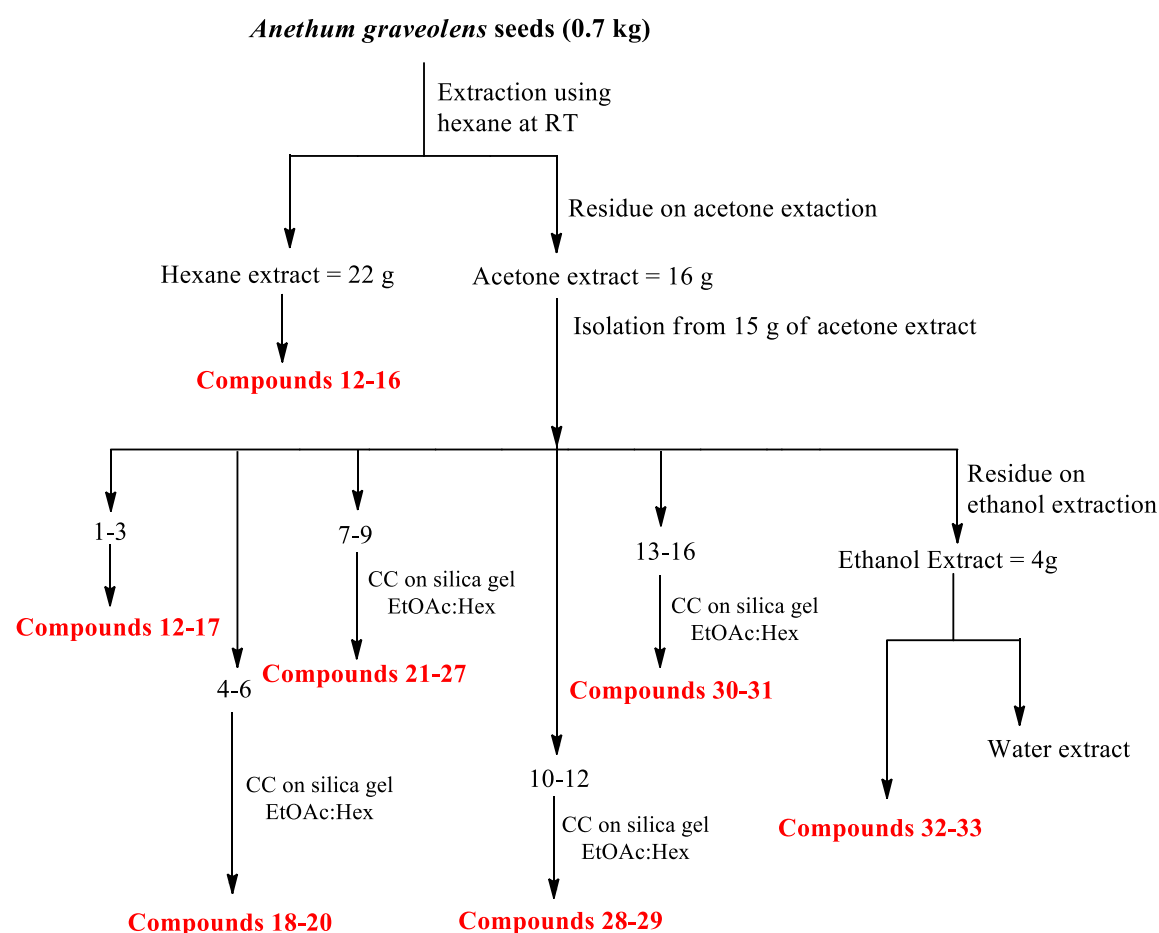 Anethum graveolens seeds (0.7 kg)
Extraction using
hexane at RT
Residue on acetone extaction
Hexane extract = 22 g
Acetone extract = 16 g
Isolation from 15 g of acetone extract
Compounds 12-16
Residue on
ethanol extraction
1-3
7-9
13-16
Ethanol Extract = 4g
CC on silica gel
EtOAc:Hex
CC on silica gel
EtOAc:Hex
Compounds 12-17
Compounds 21-27
4-6
Compounds 30-31
Water extract
10-12
CC on silica gel
EtOAc:Hex
CC on silica gel
EtOAc:Hex
Compounds 32-33
Compounds 18-20
Compounds 28-29